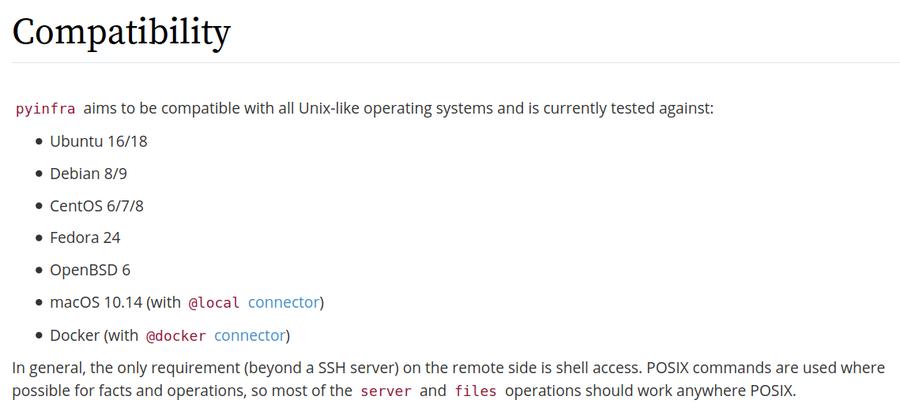 Compatibility
pyinfra aims to be compatible with all Unix-like operating systems and is currently tested against:
Ubuntu 16/18
Debian 8/9
CentOS 6/7/8
Fedora 24
OpenBSD 6
macOS 10.14 (with @local connector)
Docker (with @docker connector)
In general, the only requirement (beyond a SSH server) on the remote side is shell access. POSIX commands are used where
possible for facts and operations, so most of the server and files operations should work anywhere POSIX.